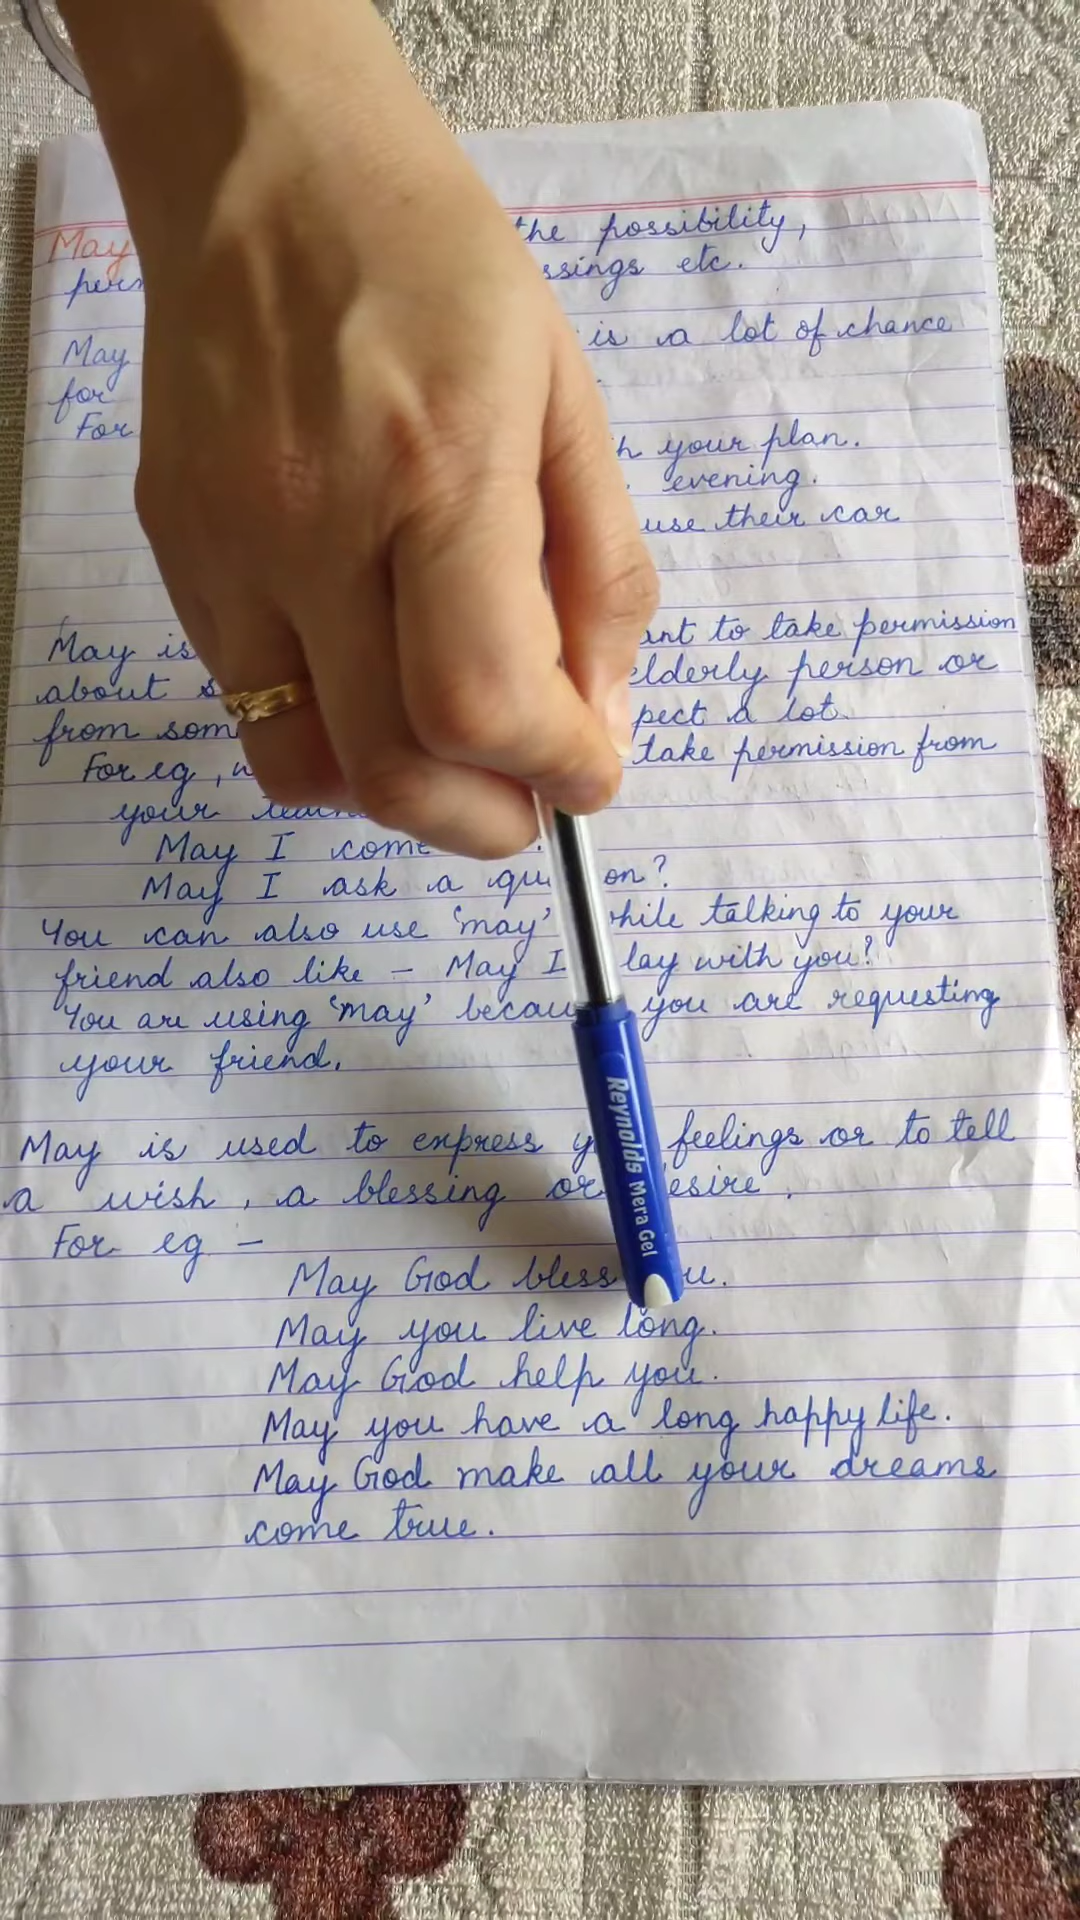 May the possibility,
ssings etc.
May is a lot of chance
for
For h your plan.
evening.
use their car
May is ant to take permission
about s elderly person or
from som pect a lot.
For eg, take permission from
your
May I come
May I ask a qu on?
You can also use 'may' hile talking to your
friend also like - May I lay with you?
You are using 'may' becau you are requesting
your friend.
May is used to express y feelings or to tell
a wish, a blessing or esire.
For eg -
May God bless u.
May you live long.
May God help you.
May you have a long happy life.
May God make all your dreams
come true.
Reynolds Mera Gel